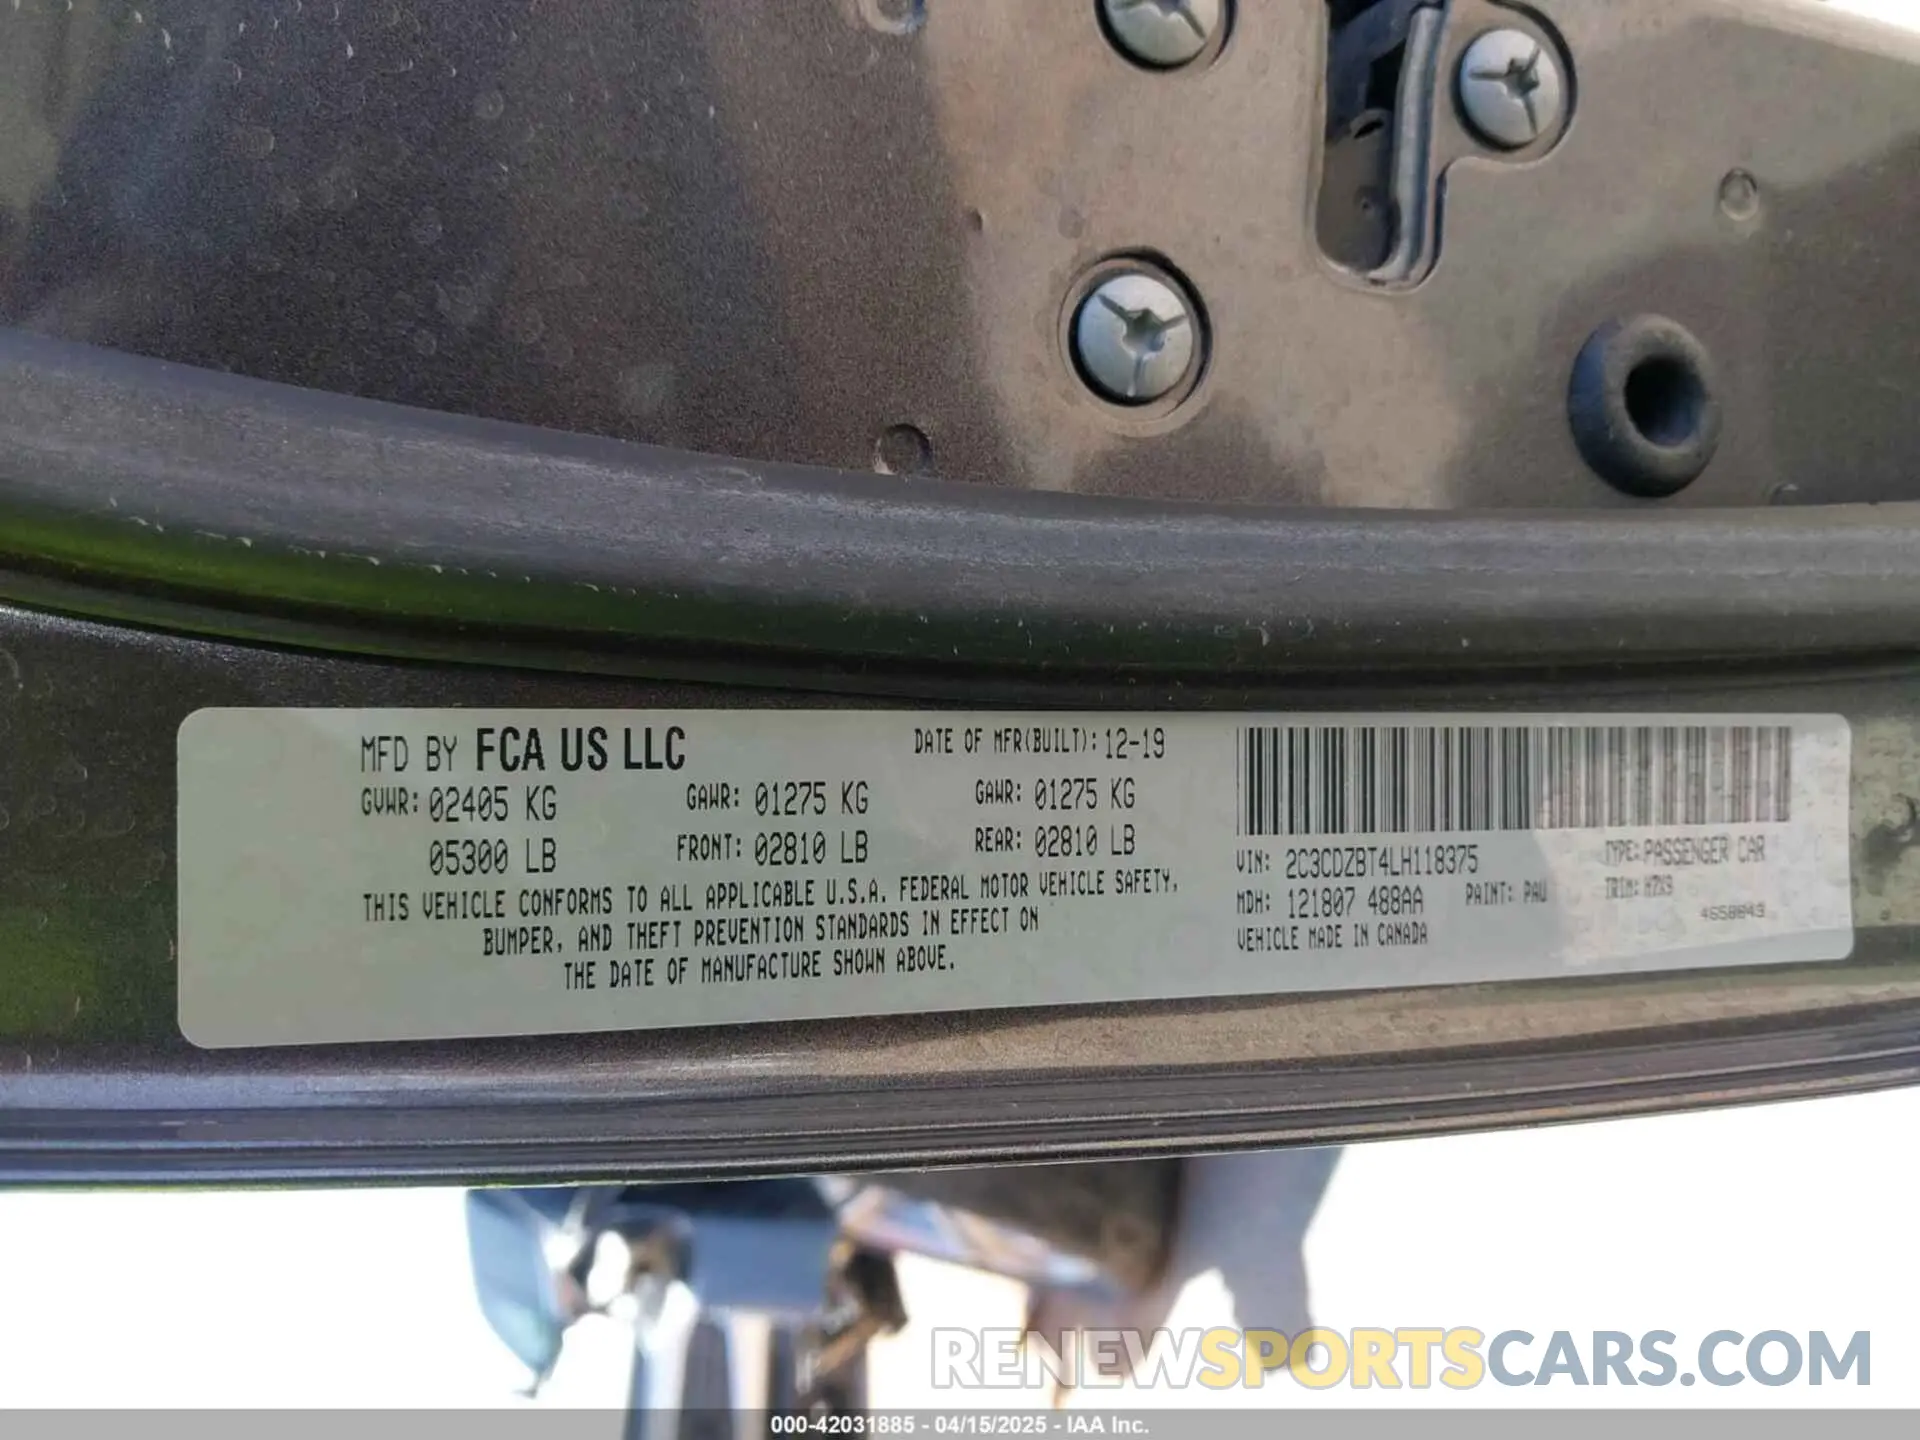 MFD BY FCA US LLC
DATE OF MFR(BUILT): 12-19
GVWR: 02405 KG GAWR: 01275 KG GAWR: 01275 KG
05300 LB FRONT: 02810 LB REAR: 02810 LB
THIS VEHICLE CONFORMS TO ALL APPLICABLE U.S.A. FEDERAL MOTOR VEHICLE SAFETY,
BUMPER, AND THEFT PREVENTION STANDARDS IN EFFECT ON
THE DATE OF MANUFACTURE SHOWN ABOVE.
VIN: 2C3CDZBT4LH118375 TYPE: PASSENGER CAR
MDH: 121807 488AA PAINT: PAU TRIM: H7X9
VEHICLE MADE IN CANADA 4658043
RENEWSPORTSCARS.COM
000-42031885 - 04/15/2025 - IAA Inc.